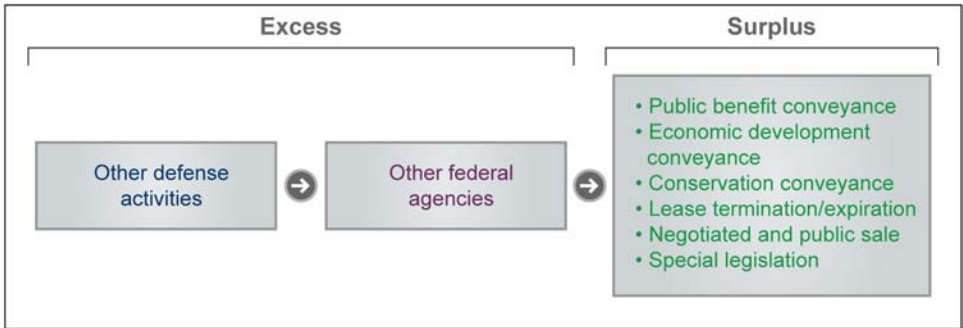 Excess
Surplus
Other defense
activities
Other federal
agencies
• Public benefit conveyance
• Economic development
conveyance
• Conservation conveyance
• Lease termination/expiration
• Negotiated and public sale
• Special legislation